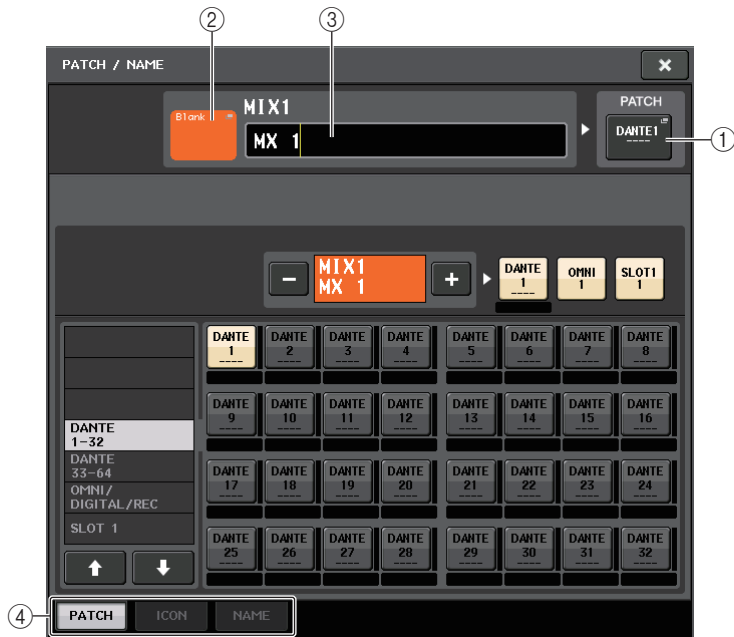 ② ③
PATCH / NAME ×
Blank MIX1 PATCH
MX 1 DANTE1 ---- ①
− MIX1 + DANTE 1 ---- OMNI 1 SLOT1 1
MX 1
DANTE 1 ---- DANTE 2 ---- DANTE 3 ---- DANTE 4 ---- DANTE 5 ---- DANTE 6 ---- DANTE 7 ---- DANTE 8 ----
DANTE 9 ---- DANTE 10 ---- DANTE 11 ---- DANTE 12 ---- DANTE 13 ---- DANTE 14 ---- DANTE 15 ---- DANTE 16 ----
DANTE
1-32
DANTE
33-64
DANTE 17 ---- DANTE 18 ---- DANTE 19 ---- DANTE 20 ---- DANTE 21 ---- DANTE 22 ---- DANTE 23 ---- DANTE 24 ----
OMNI/
DIGITAL/REC
SLOT 1
DANTE 25 ---- DANTE 26 ---- DANTE 27 ---- DANTE 28 ---- DANTE 29 ---- DANTE 30 ---- DANTE 31 ---- DANTE 32 ----
④ PATCH ICON NAME